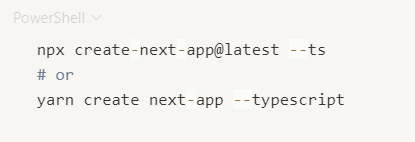 PowerShell
npx create-next-app@latest --ts
# or
yarn create next-app --typescript